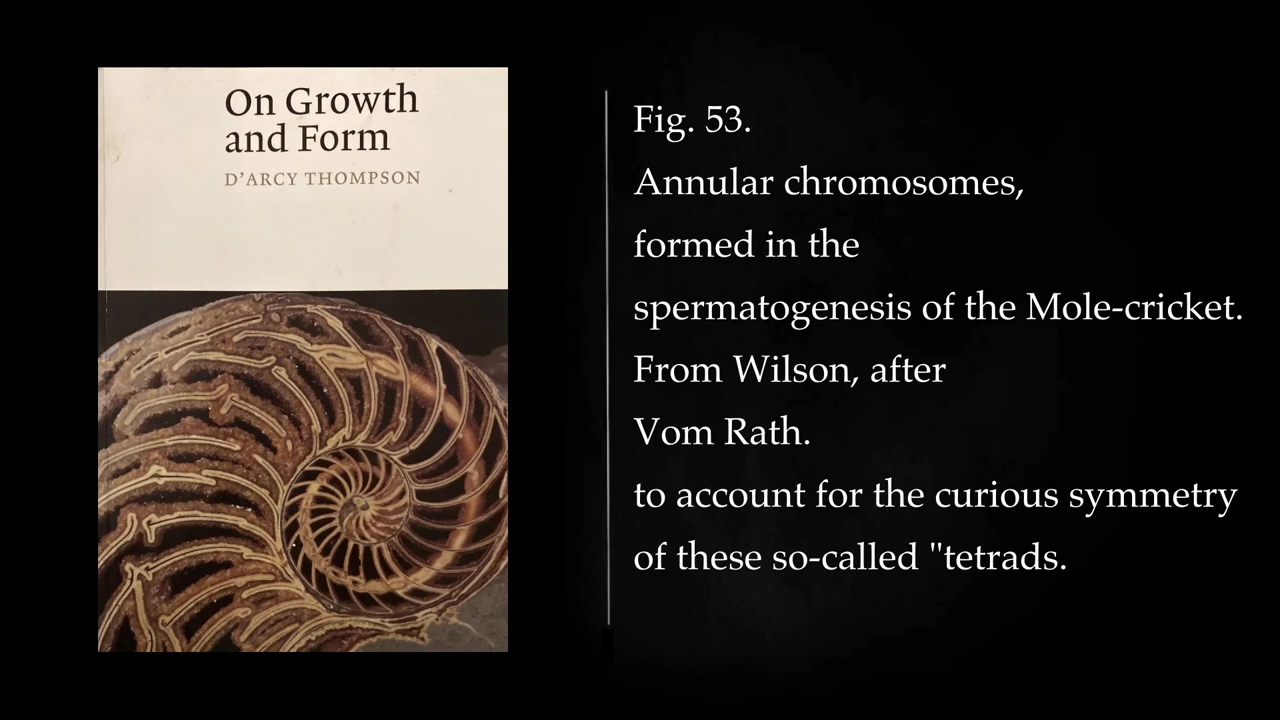 On Growth
and Form
D'ARCY THOMPSON
Fig. 53.
Annular chromosomes,
formed in the
spermatogenesis of the Mole-cricket.
From Wilson, after
Vom Rath.
to account for the curious symmetry
of these so-called "tetrads.